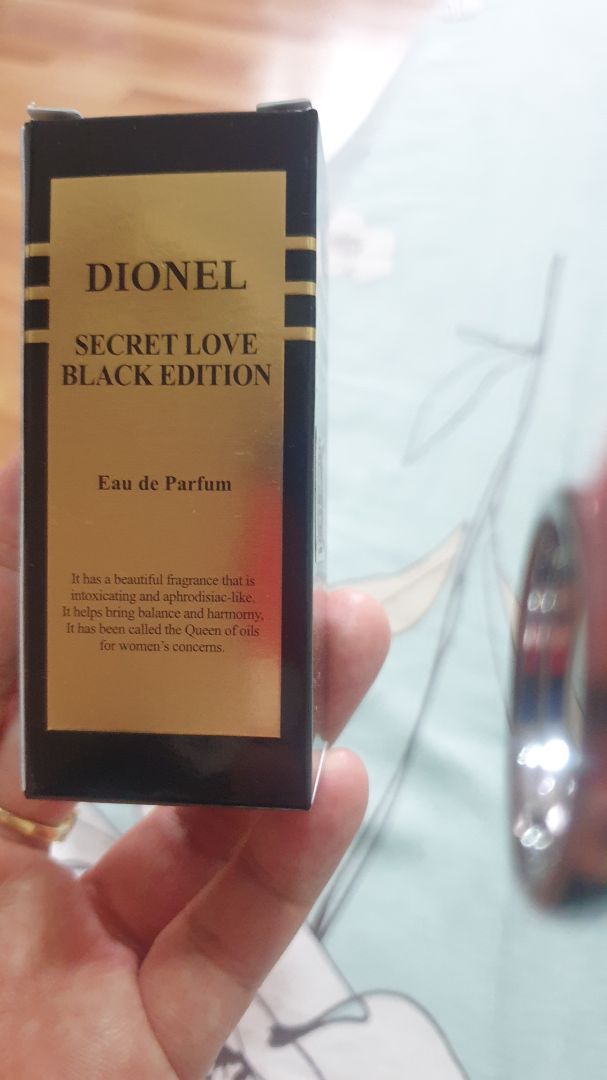 DIONEL
SECRET LOVE
BLACK EDITION
Eau de Parfum
It has a beautiful fragrance that is
intoxicating and aphrodisiac-like.
It helps bring balance and harmorny,
It has been called the Queen of oils
for women's concerns.